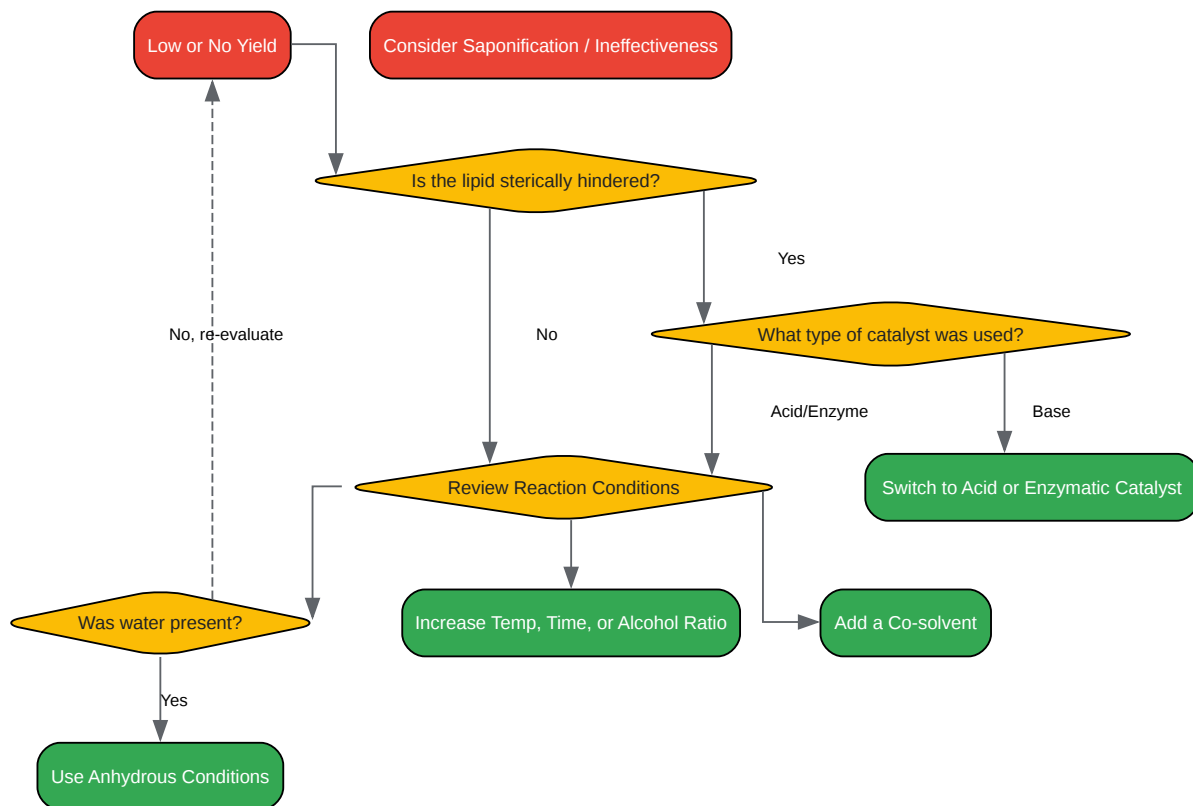 Low or No Yield
Consider Saponification / Ineffectiveness
Is the lipid sterically hindered?
Yes
No, re-evaluate
No
What type of catalyst was used?
Acid/Enzyme
Base
Review Reaction Conditions
Switch to Acid or Enzymatic Catalyst
Was water present?
Increase Temp, Time, or Alcohol Ratio
Add a Co-solvent
Yes
Use Anhydrous Conditions